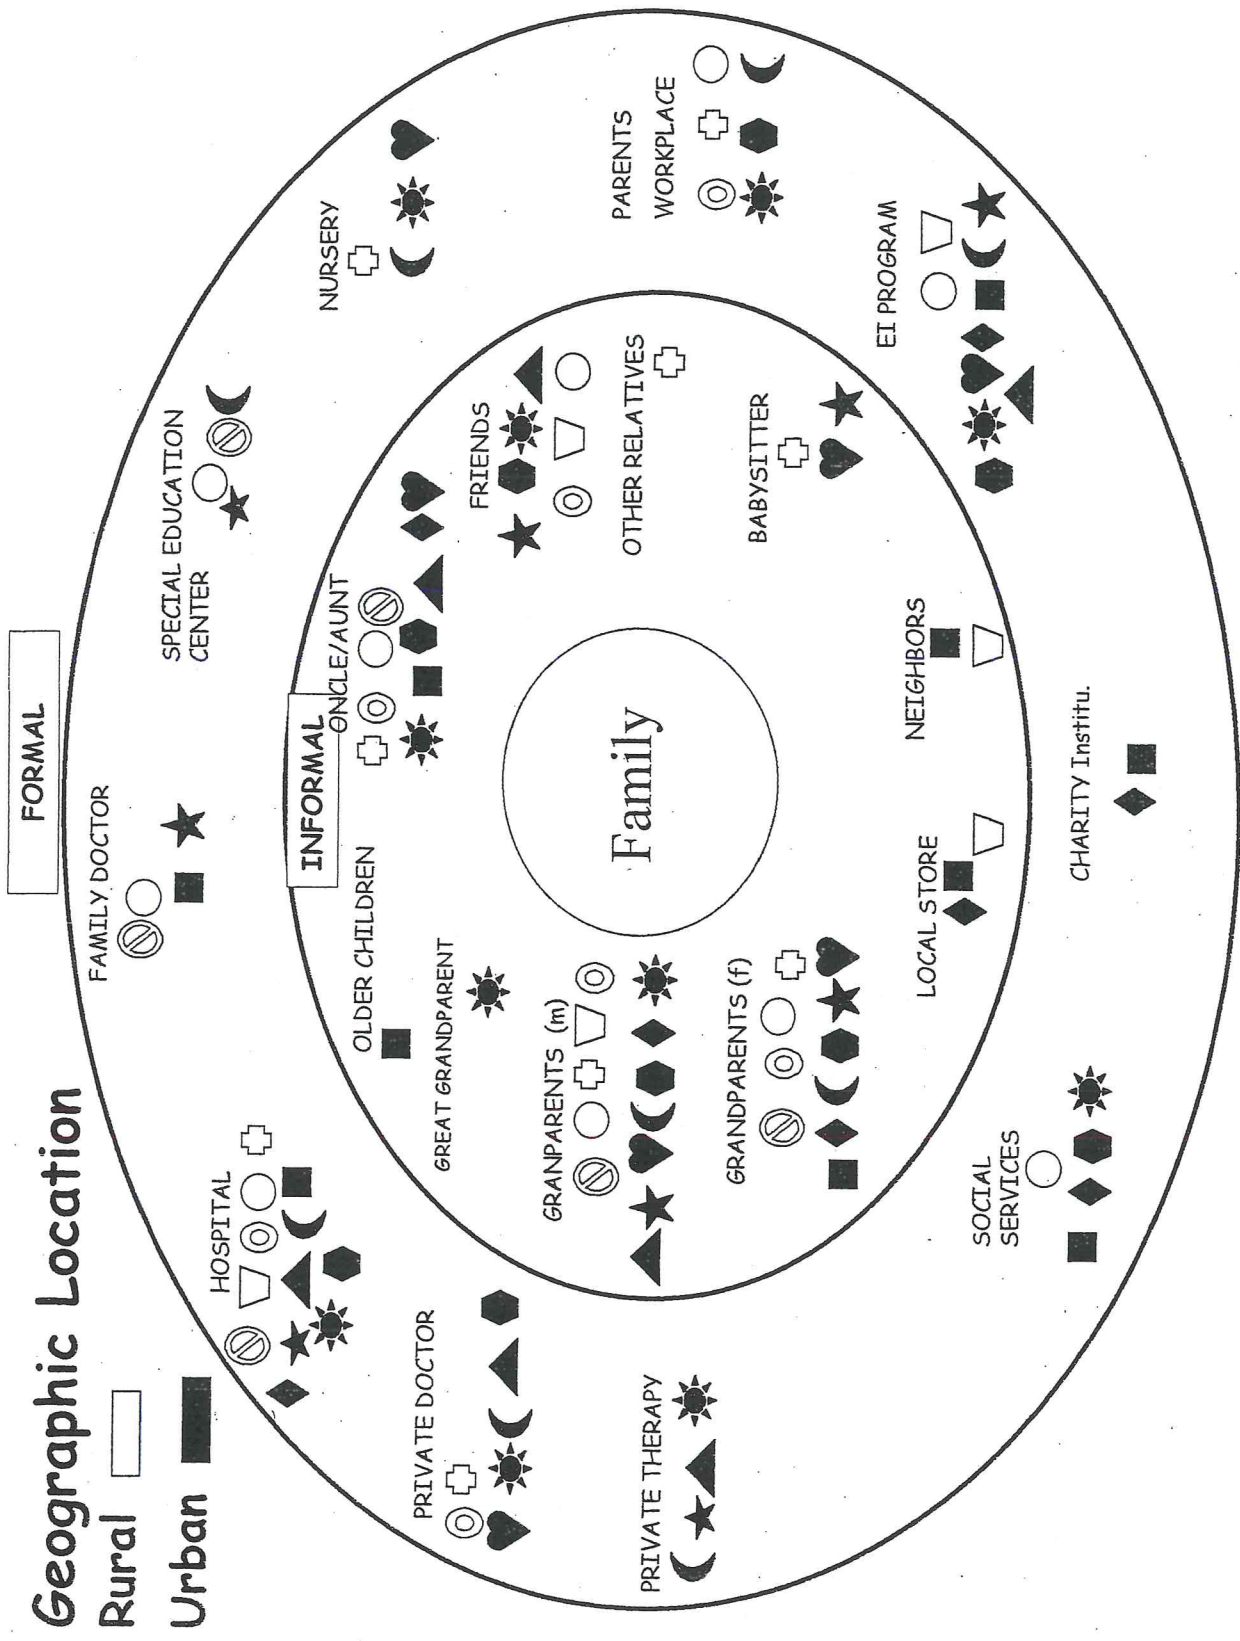 Geographic Location
Rural
Urban
FORMAL
INFORMAL
FAMILY DOCTOR
SPECIAL EDUCATION
CENTER
HOSPITAL
NURSERY
OLDER CHILDREN
ONCLE/AUNT
PRIVATE DOCTOR
GREAT GRANDPARENT
FRIENDS
GRANPARENTS (m)
Family
OTHER RELATIVES
PARENTS
WORKPLACE
PRIVATE THERAPY
GRANDPARENTS (f)
BABYSITTER
LOCAL STORE
NEIGHBORS
EI PROGRAM
SOCIAL
SERVICES
CHARITY Institu.